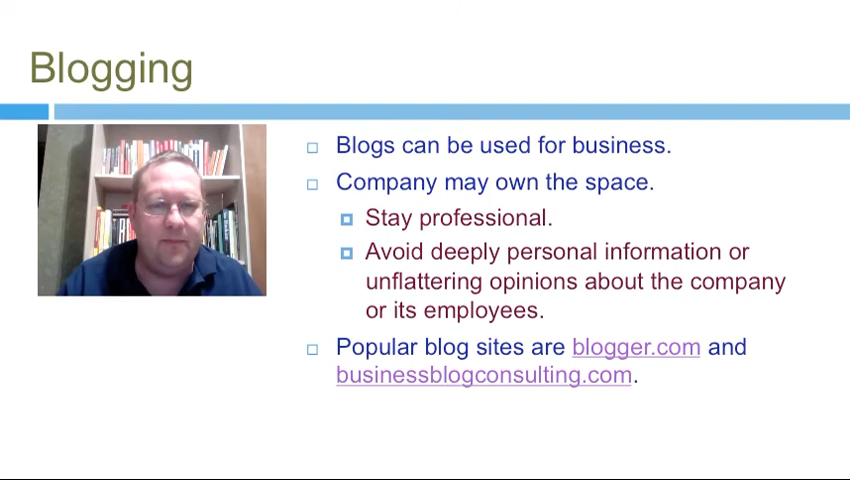 Blogging
Blogs can be used for business.
Company may own the space.
Stay professional.
Avoid deeply personal information or
unflattering opinions about the company
or its employees.
Popular blog sites are blogger.com and
businessblogconsulting.com.